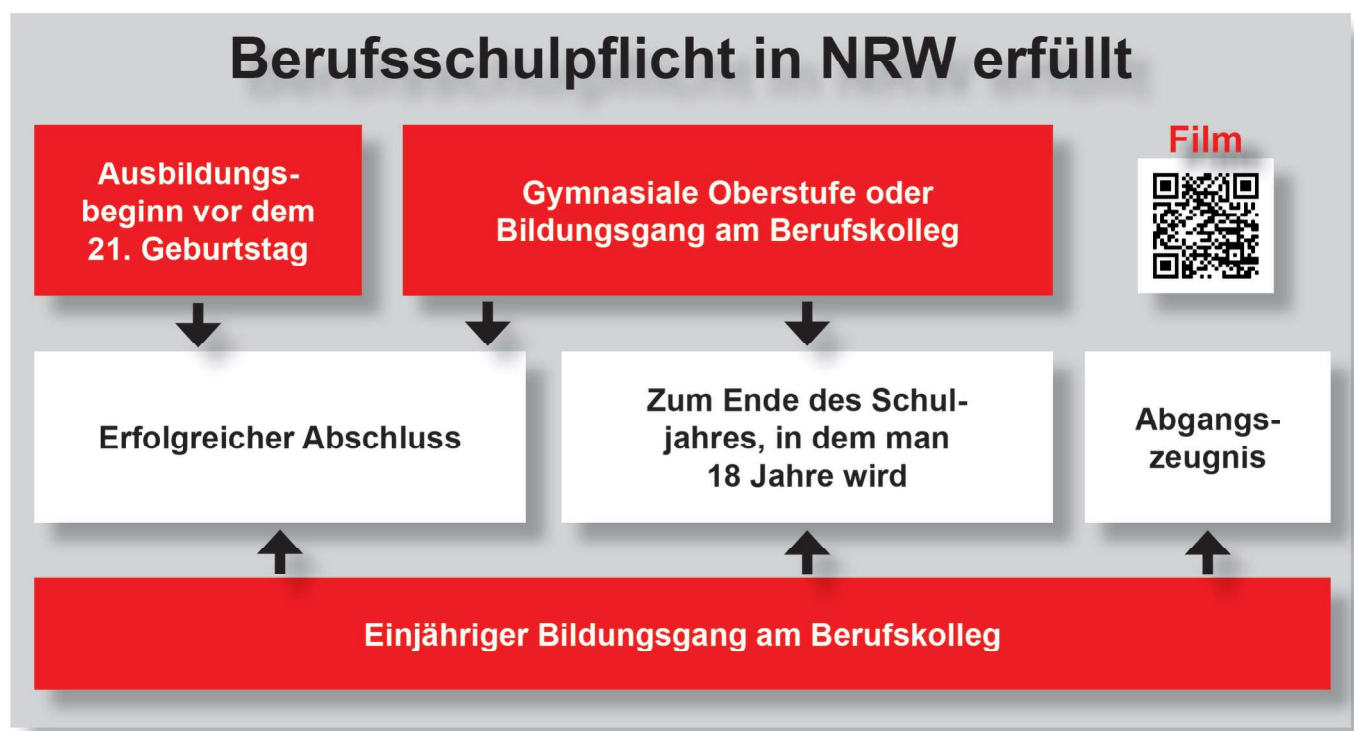 Berufsschulpflicht in NRW erfüllt
Ausbildungs-
beginn vor dem
21. Geburtstag
Gymnasiale Oberstufe oder
Bildungsgang am Berufskolleg
Film
Erfolgreicher Abschluss
Zum Ende des Schul-
jahres, in dem man
18 Jahre wird
Abgangs-
zeugnis
Einjähriger Bildungsgang am Berufskolleg